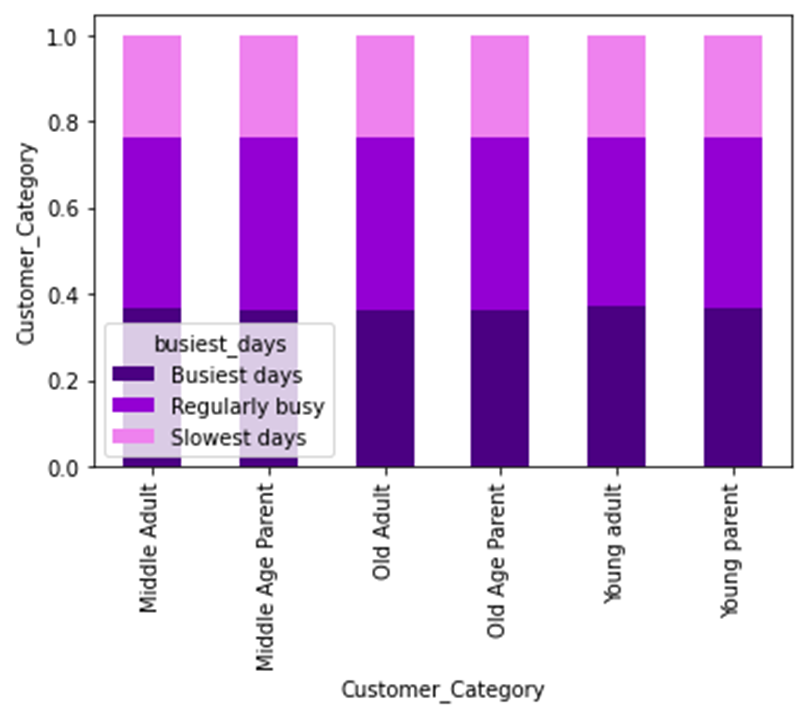 1.0
0.8
0.6
0.4
0.2
0.0
Customer_Category
busiest_days
Busiest days
Regularly busy
Slowest days
Middle Adult
Middle Age Parent
Old Adult
Old Age Parent
Young adult
Young parent
Customer_Category